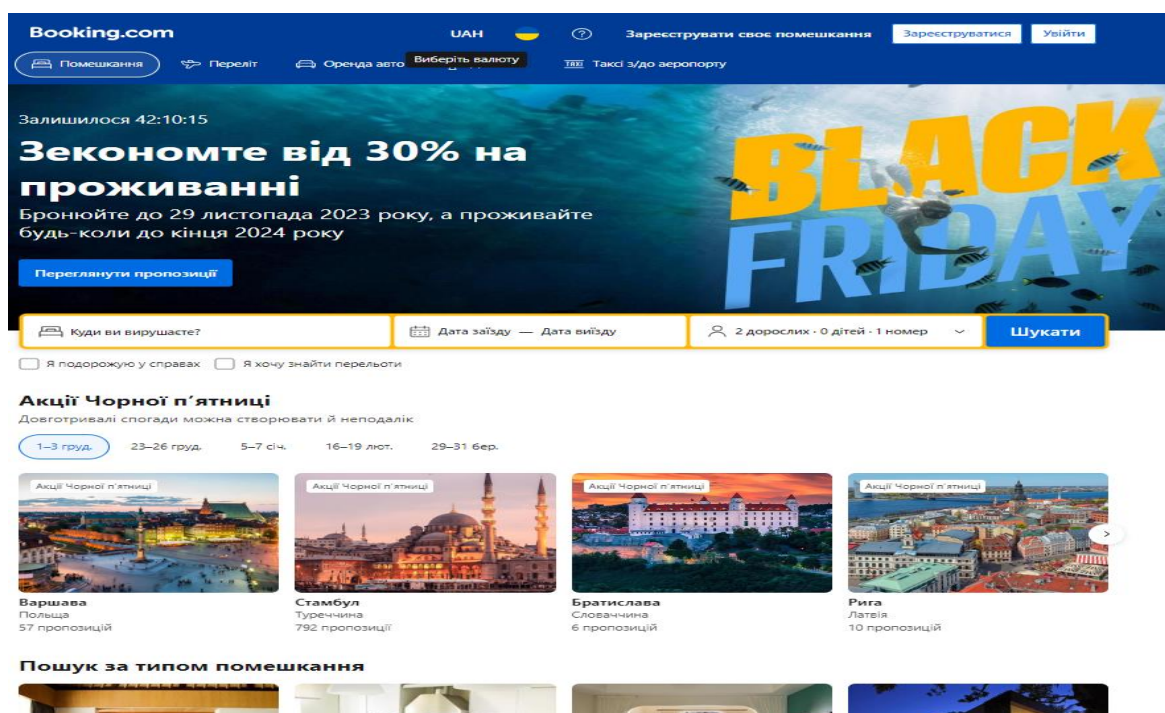 Booking.com
UAH
Зареєструвати своє помешкання
Зареєструватися
Увійти
Помешкання
Переліт
Оренда авто
Виберіть валюту
TAXI Таксі з/до аеропорту
Залишилося 42:10:15
Зекономте від 30% на
проживанні
Бронюйте до 29 листопада 2023 року, а проживайте
будь-коли до кінця 2024 року
Переглянути пропозиції
BLACK
FRIDAY
Куди ви вирушаєте?
Дата заїзду — Дата виїзду
2 дорослих · 0 дітей · 1 номер
Шукати
Я подорожую у справах
Я хочу знайти перельоти
Акції Чорної п'ятниці
Довготривалі спогади можна створювати й неподалік
1–3 груд.
23–26 груд.
5–7 січ.
16–19 лют.
29–31 бер.
Акції Чорної п'ятниці
Акції Чорної п'ятниці
Акції Чорної п'ятниці
Акції Чорної п'ятниці
Варшава
Польща
57 пропозицій
Стамбул
Туреччина
792 пропозиції
Братислава
Словаччина
6 пропозицій
Рига
Латвія
10 пропозицій
Пошук за типом помешкання